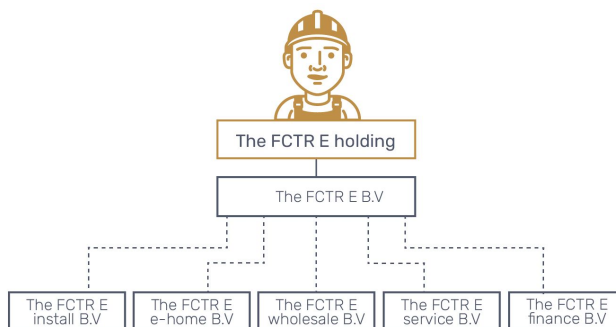 The FCTR E holding
The FCTR E B.V
The FCTR E
install B.V
The FCTR E
e-home B.V
The FCTR E
wholesale B.V
The FCTR E
service B.V
The FCTR E
finance B.V